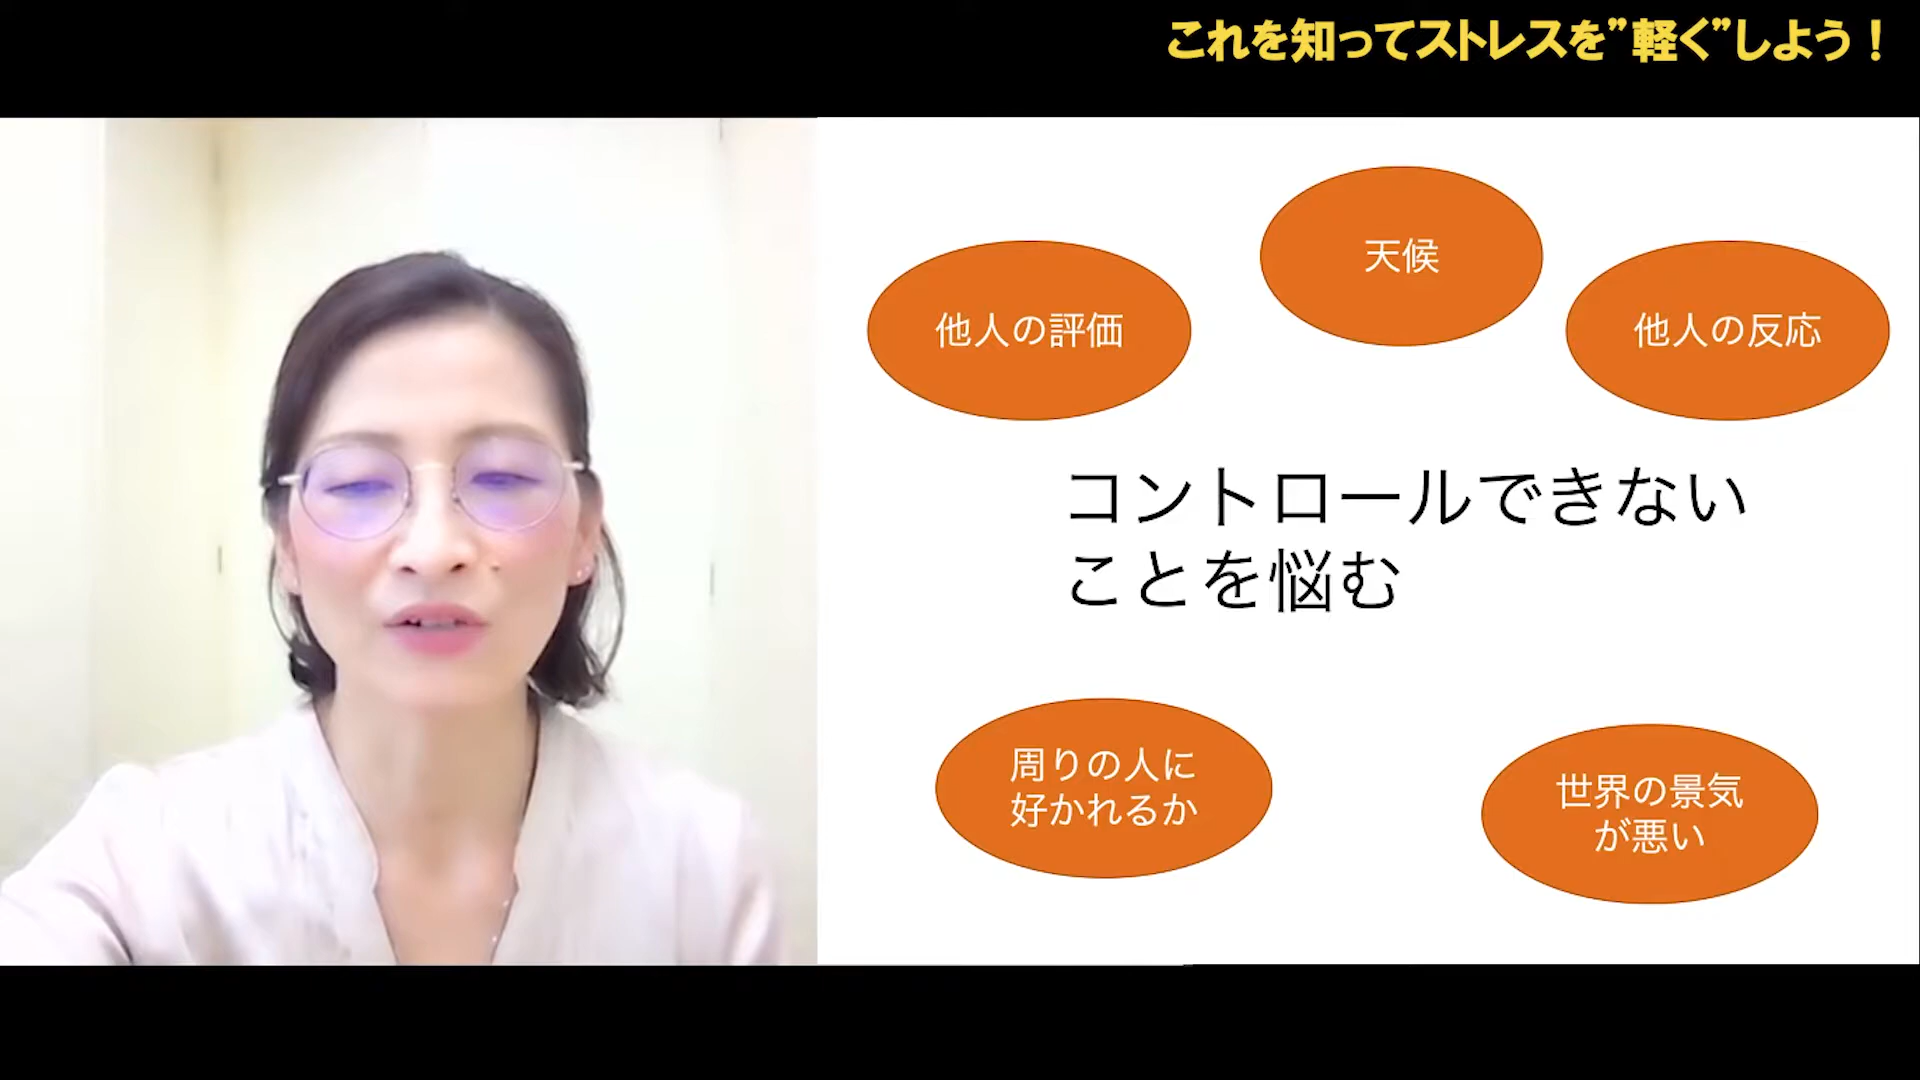 これを知ってストレスを”軽く”しよう！
天候
他人の評価
他人の反応
コントロールできない
ことを悩む
周りの人に
好かれるか
世界の景気
が悪い